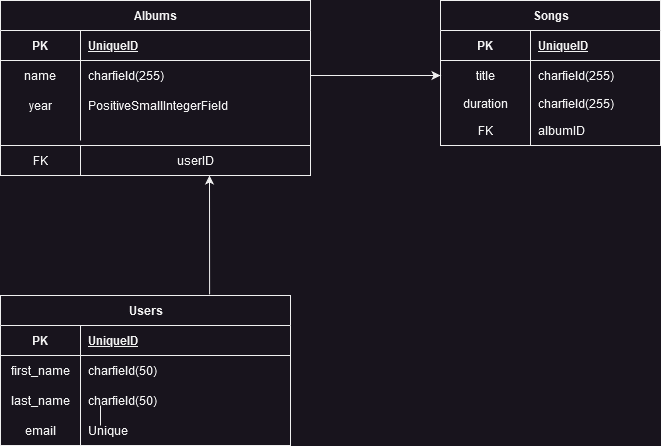 Albums
PK UniqueID
name charfield(255)
year PositiveSmallIntegerField
FK userID
Songs
PK UniqueID
title charfield(255)
duration charfield(255)
FK albumID
Users
PK UniqueID
first_name charfield(50)
last_name charfield(50)
email Unique